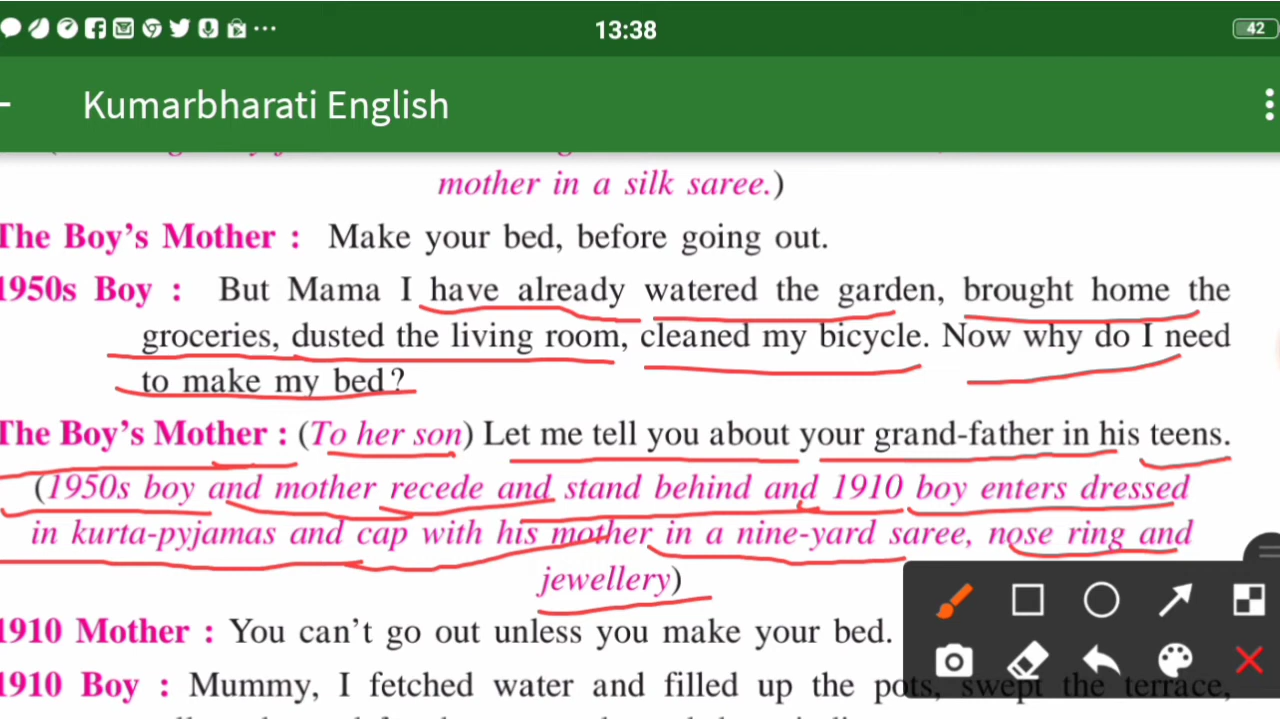 13:38
42
Kumarbharati English
mother in a silk saree.)
The Boy's Mother : Make your bed, before going out.
1950s Boy : But Mama I have already watered the garden, brought home the
groceries, dusted the living room, cleaned my bicycle. Now why do I need
to make my bed?
The Boy's Mother : (To her son) Let me tell you about your grand-father in his teens.
(1950s boy and mother recede and stand behind and 1910 boy enters dressed
in kurta-pyjamas and cap with his mother in a nine-yard saree, nose ring and
jewellery)
1910 Mother : You can't go out unless you make your bed.
1910 Boy : Mummy, I fetched water and filled up the pots, swept the terrace,